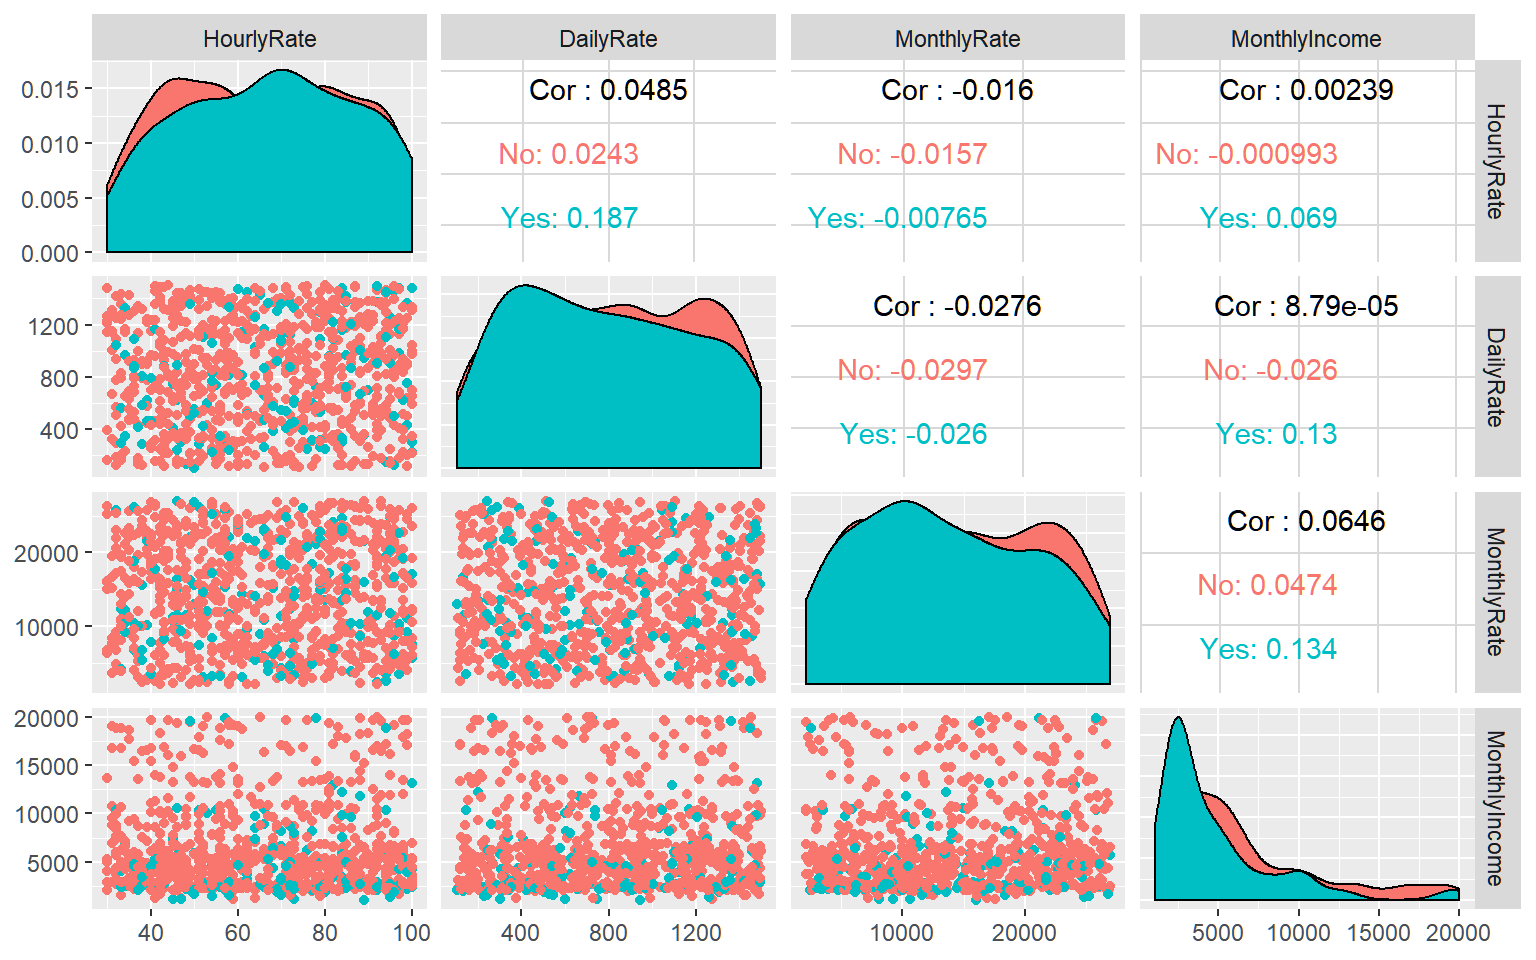 HourlyRate
DailyRate
MonthlyRate
MonthlyIncome
0.015
0.010
0.005
0.000
Cor : 0.0485
No: 0.0243
Yes: 0.187
Cor : -0.016
No: -0.0157
Yes: -0.00765
Cor : 0.00239
No: -0.000993
Yes: 0.069
HourlyRate
1200
800
400
Cor : -0.0276
No: -0.0297
Yes: -0.026
Cor : 8.79e-05
No: -0.026
Yes: 0.13
DailyRate
20000
10000
Cor : 0.0646
No: 0.0474
Yes: 0.134
MonthlyRate
20000
15000
10000
5000
MonthlyIncome
40 60 80 100
400 800 1200
10000 20000
5000 10000 15000 20000